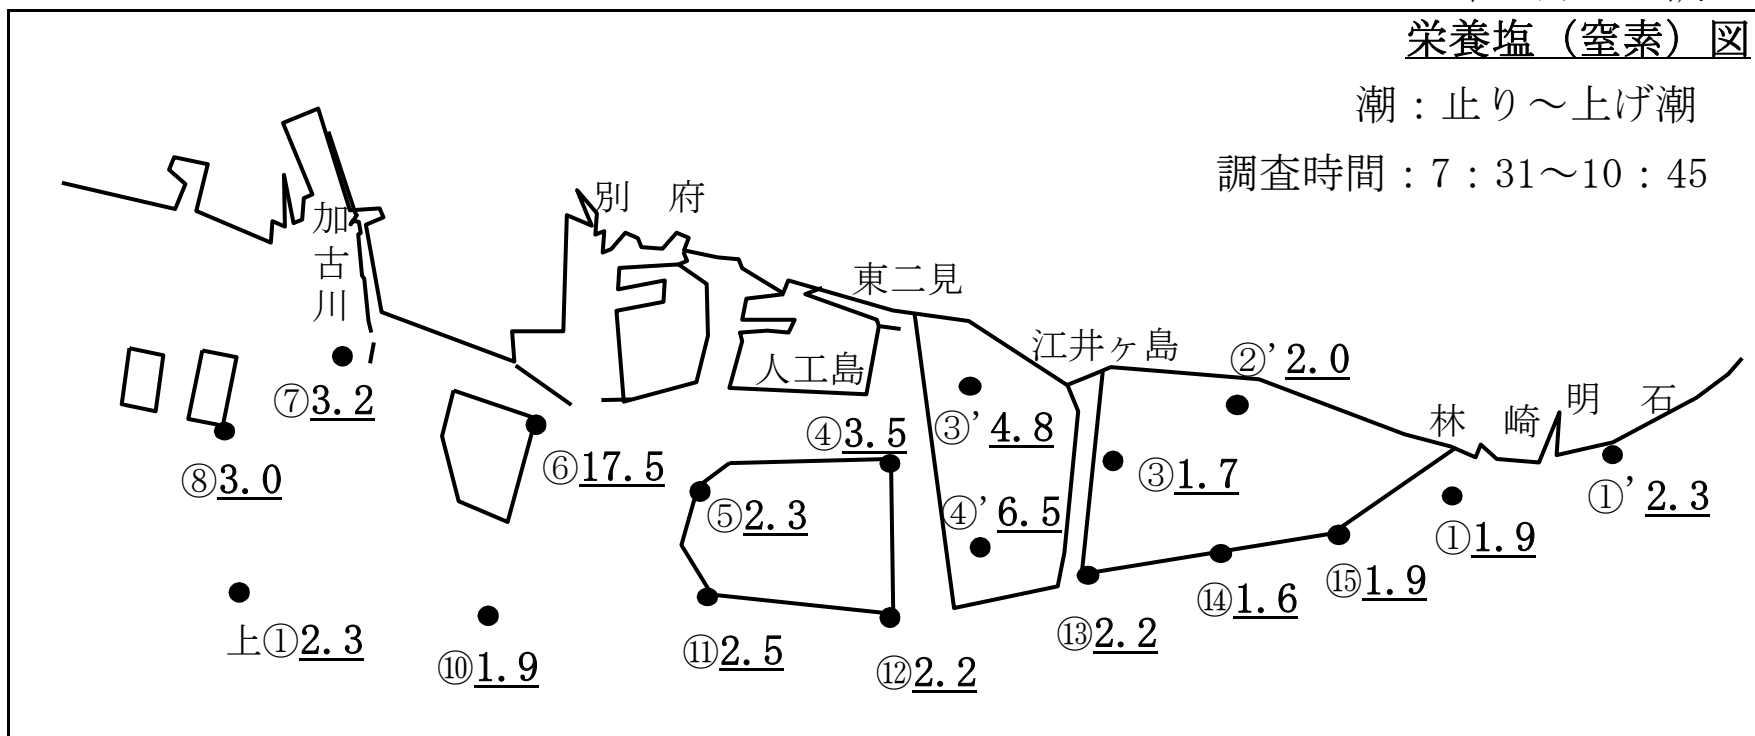 栄養塩（窒素）図
潮：止り～上げ潮
調査時間：7：31～10：45
別 府
加古川
東二見
江井ヶ島
人工島
②’2.0
林 崎
明 石
⑦3.2
③’4.8
④3.5
⑧3.0
⑥17.5
③1.7
①’2.3
⑤2.3
④’6.5
①1.9
⑮1.9
⑭1.6
上①2.3
⑬2.2
⑩1.9
⑪2.5
⑫2.2